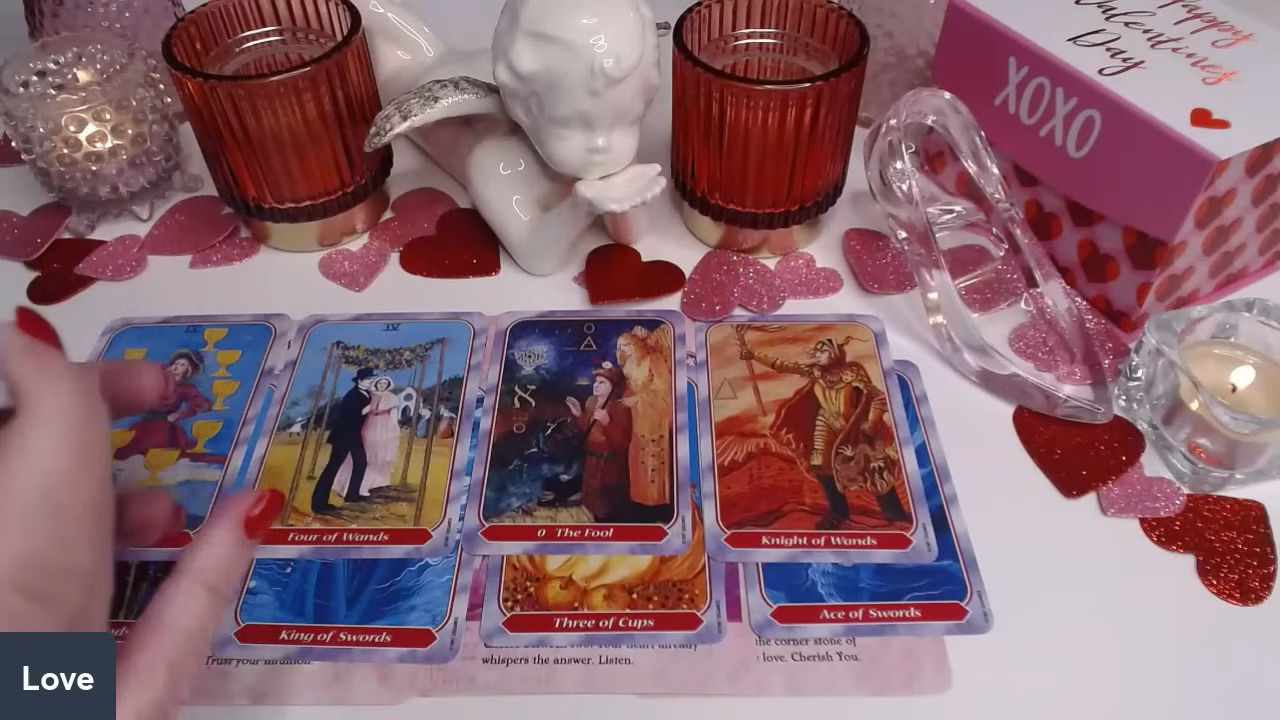 Happy
Valentines
Day
XOXO
IV
0 The Fool
Four of Wands
Knight of Wands
King of Swords
Three of Cups
Ace of Swords
Trust your intuition.
whispers the answer. Listen.
the corner stone of
love. Cherish You.
Love